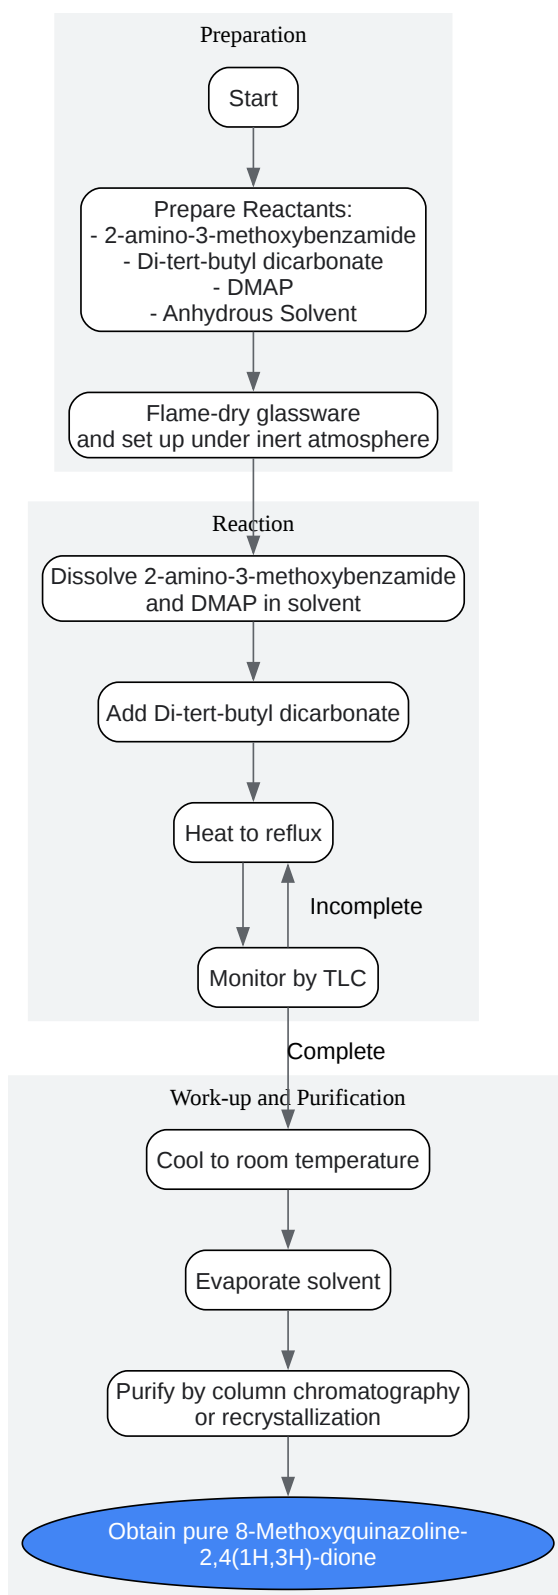 Preparation
Start
Prepare Reactants:
- 2-amino-3-methoxybenzamide
- Di-tert-butyl dicarbonate
- DMAP
- Anhydrous Solvent
Flame-dry glassware
and set up under inert atmosphere
Reaction
Dissolve 2-amino-3-methoxybenzamide
and DMAP in solvent
Add Di-tert-butyl dicarbonate
Heat to reflux
Incomplete
Monitor by TLC
Complete
Work-up and Purification
Cool to room temperature
Evaporate solvent
Purify by column chromatography
or recrystallization
Obtain pure 8-Methoxyquinazoline-
2,4(1H,3H)-dione